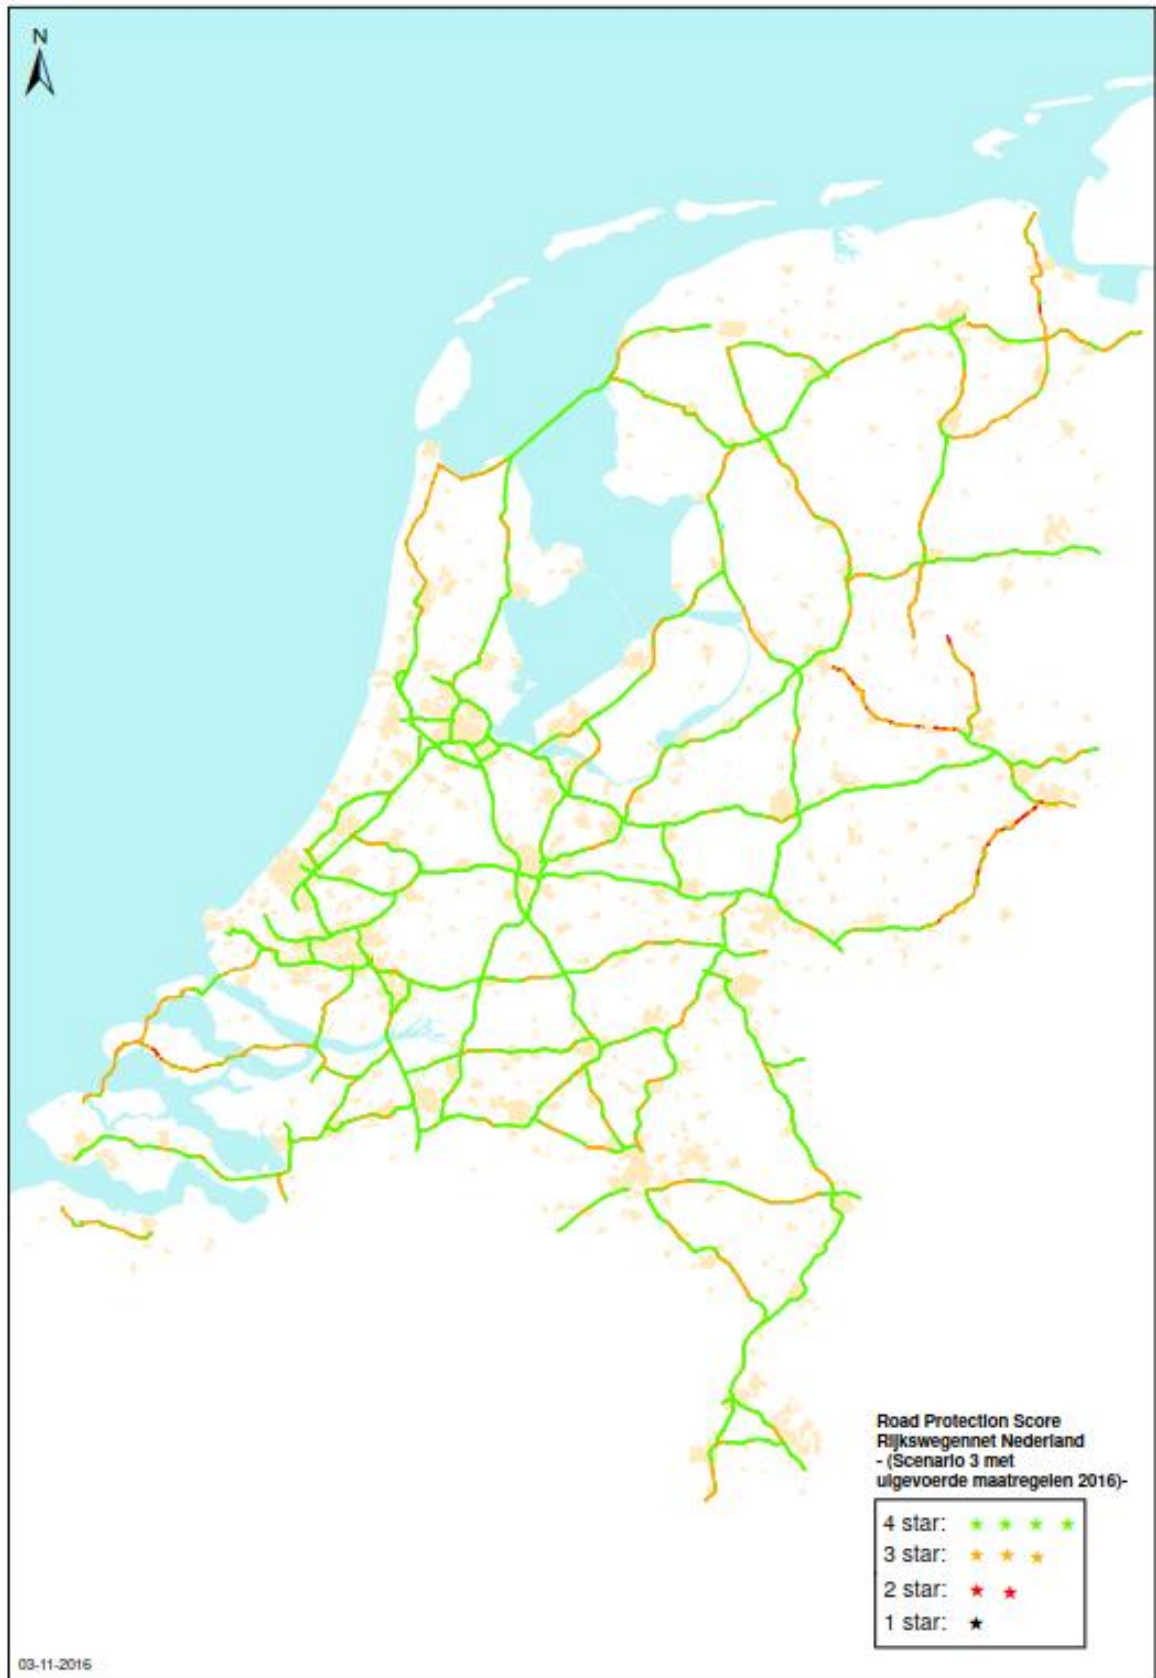 N
Road Protection Score
Rijkswegennet Nederland
- (Scenario 3 met
uigevoerde maatregelen 2016)-
4 star:
3 star:
2 star:
1 star:
03-11-2016